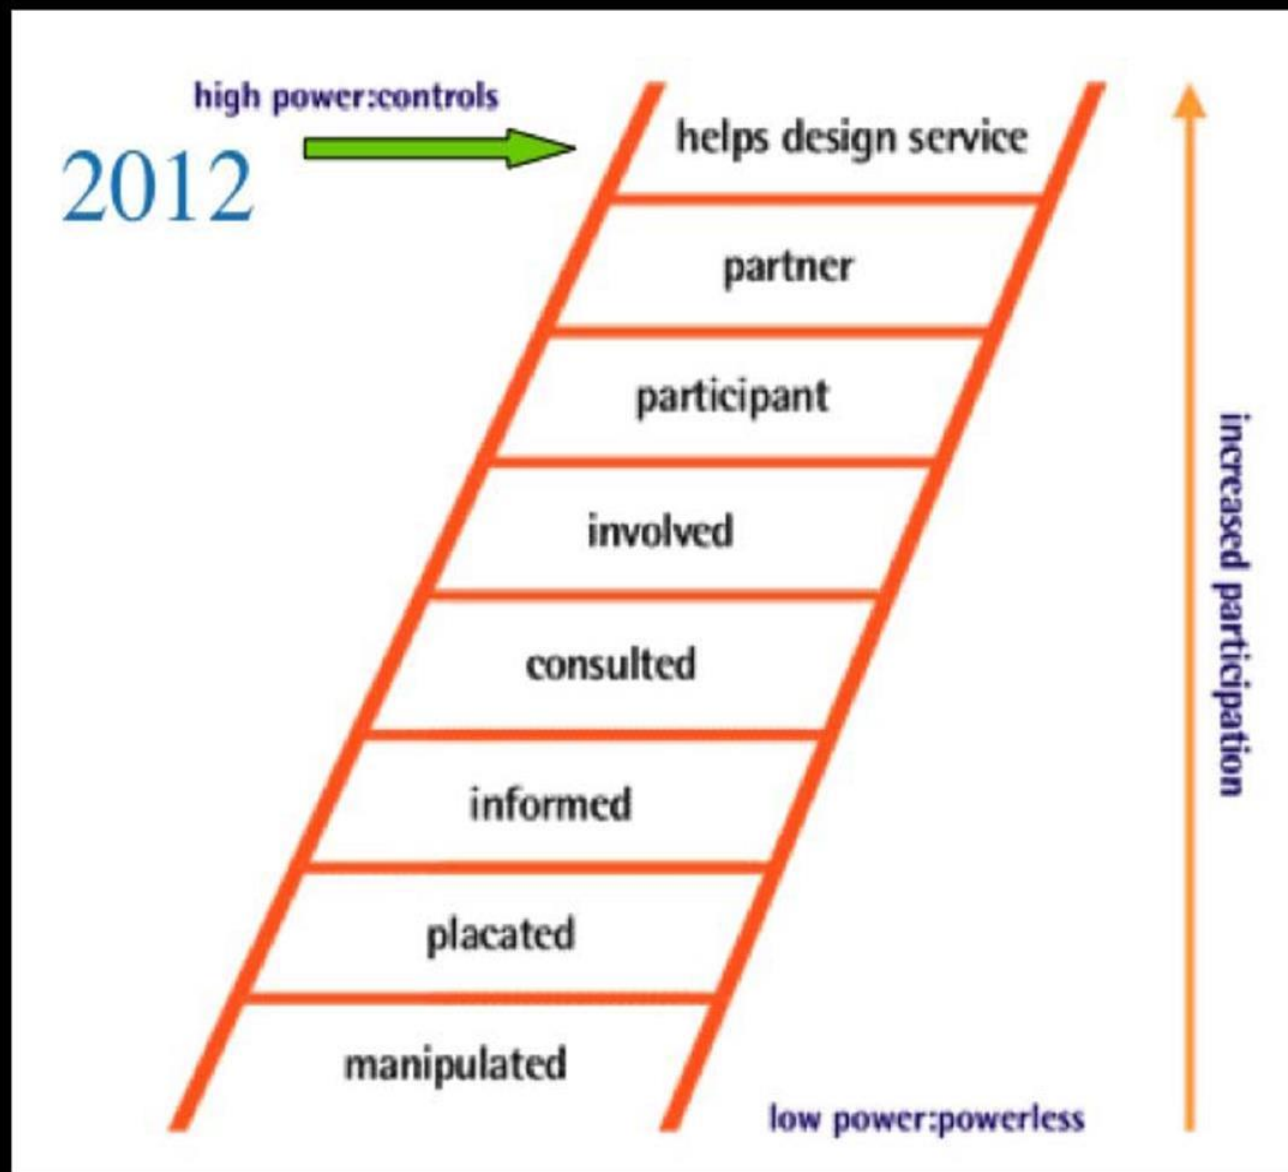 high power:controls
2012
helps design service
partner
participant
involved
consulted
informed
placated
manipulated
low power:powerless
increased participation